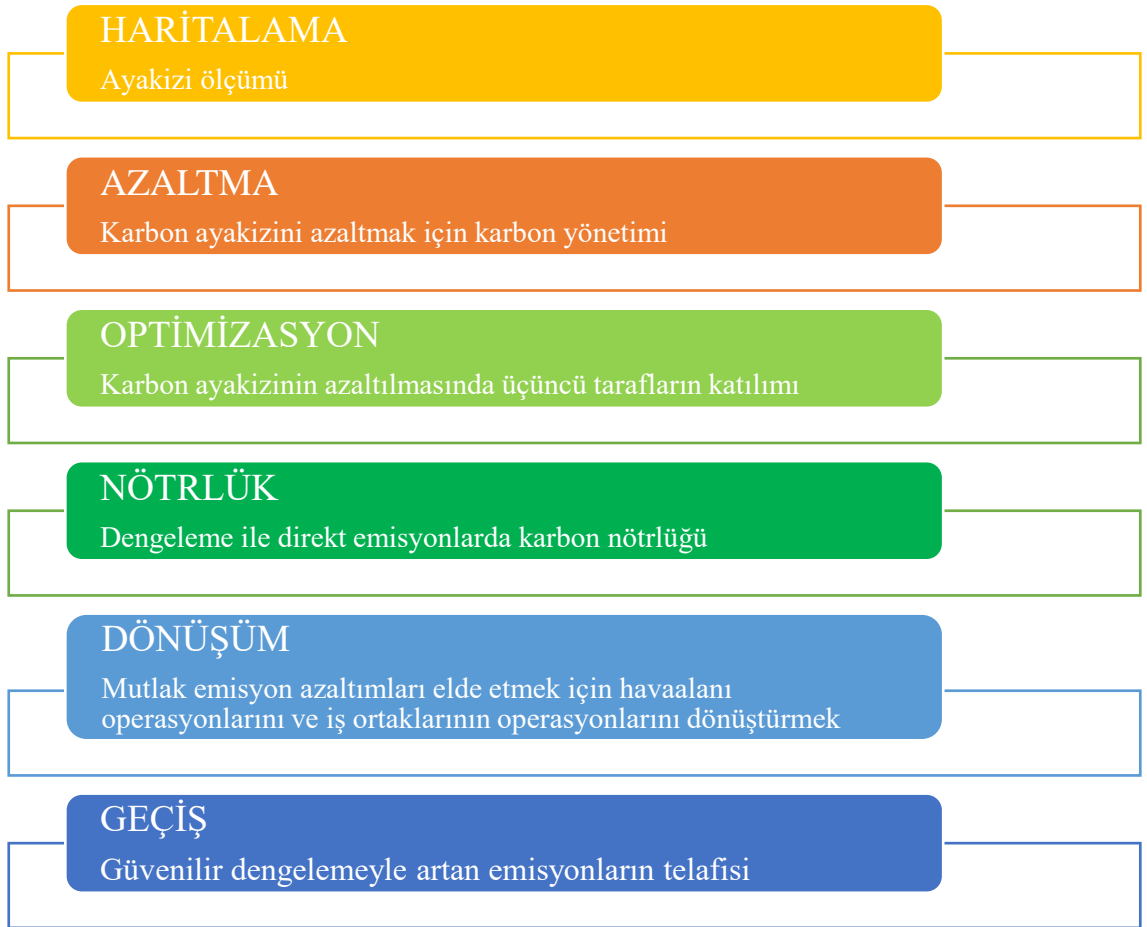 HARİTALAMA
Ayakizi ölçümü
AZALTMA
Karbon ayakizini azaltmak için karbon yönetimi
OPTİMİZASYON
Karbon ayakizinin azaltılmasında üçüncü tarafların katılımı
NÖTRLÜK
Dengeleme ile direkt emisyonlarda karbon nötrlüğü
DÖNÜŞÜM
Mutlak emisyon azaltımları elde etmek için havaalanı
operasyonlarını ve iş ortaklarının operasyonlarını dönüştürmek
GEÇİŞ
Güvenilir dengelemeyle artan emisyonların telafisi